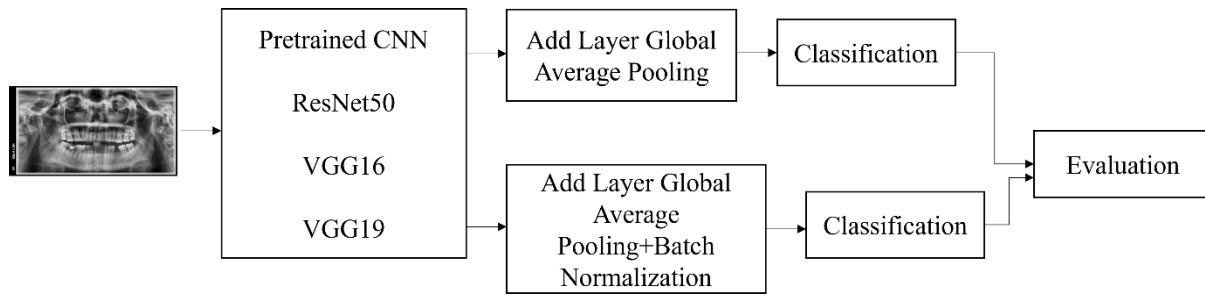 Pretrained CNN
ResNet50
VGG16
VGG19
Add Layer Global
Average Pooling
Classification
Add Layer Global
Average
Pooling+Batch
Normalization
Classification
Evaluation